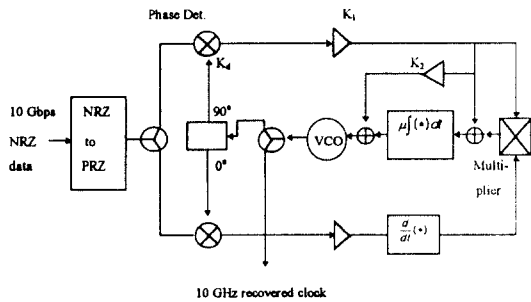 Phase Det.
K₁
K_d
K₂
10 Gbps
NRZ
data
NRZ
to
PRZ
90°
0°
VCO
μ∫(•)dt
Multi-
plier
d/dt(•)
10 GHz recovered clock